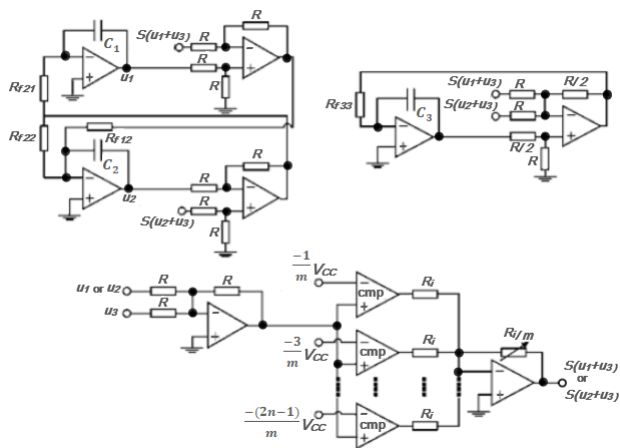 S(u1+u3) R R
C1
u1 R
R
Rf21
Rf22
Rf12
C2
u2 R R
S(u2+u3) R
R
S(u1+u3) R R/2
S(u2+u3) R
Rf33
C3
R/2
R
u1 or u2 R R
u3 R
-1/m VCC
cmp
Ri
-3/m VCC
cmp
Ri
-(2n-1)/m VCC
cmp
Ri
Ri/m
S(u1+u3)
or
S(u2+u3)